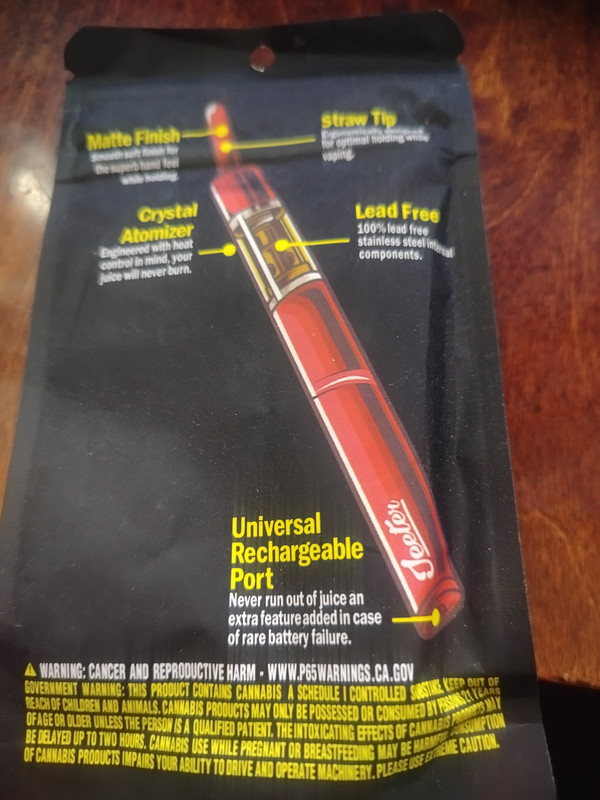 Matte Finish
Smooth soft finish for
the superb hand feel
while holding.
Straw Tip
Ergonomically designed
for optimal holding while
vaping.
Crystal
Atomizer
Engineered with heat
control in mind, your
juice will never burn.
Lead Free
100% lead free
stainless steel internal
components.
Jeeter
Universal
Rechargeable
Port
Never run out of juice an
extra feature added in case
of rare battery failure.
WARNING: CANCER AND REPRODUCTIVE HARM - WWW.P65WARNINGS.CA.GOV
GOVERNMENT WARNING: THIS PRODUCT CONTAINS CANNABIS A SCHEDULE I CONTROLLED KEEP OUT OF
REACH OF CHILDREN AND ANIMALS. CANNABIS PRODUCTS MAY ONLY BE POSSESSED OR CONSUMED BY PERSONS 21 YEARS
OF AGE OR OLDER UNLESS THE PERSON IS A QUALIFIED PATIENT. THE INTOXICATING EFFECTS OF CANNABIS PRODUCTS MAY
BE DELAYED UP TO TWO HOURS. CANNABIS USE WHILE PREGNANT OR BREASTFEEDING MAY BE HARMFUL. CONSUMPTION
OF CANNABIS PRODUCTS IMPAIRS YOUR ABILITY TO DRIVE AND OPERATE MACHINERY. PLEASE USE EXTREME CAUTION.